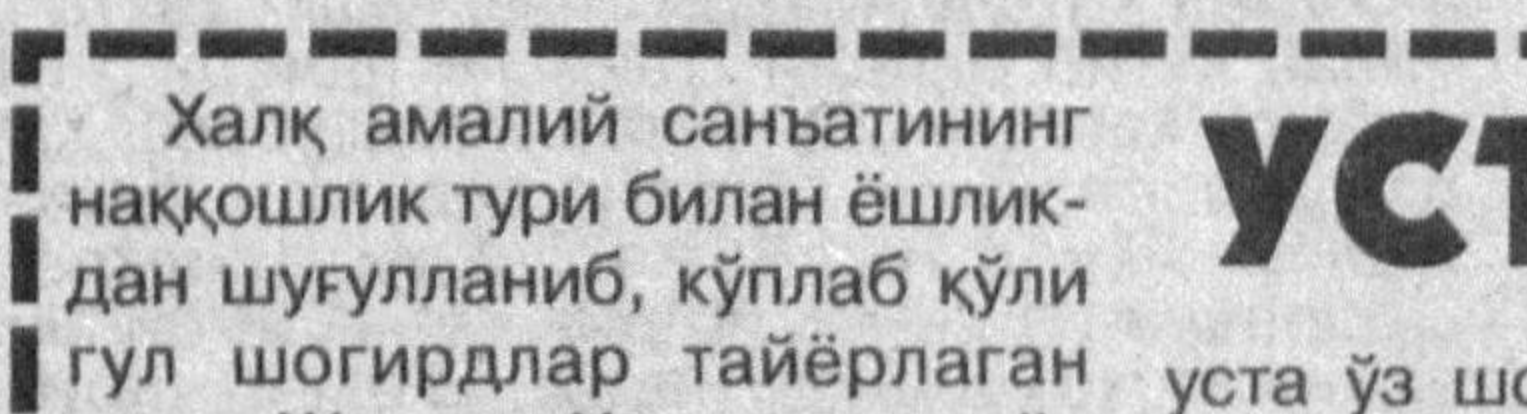 Халқ амалий санъатининг
наққошлик тури билан ёшлик-
дан шуғулланиб, кўплаб қўли
гул шогирдлар тайёрлаган
уста ўз